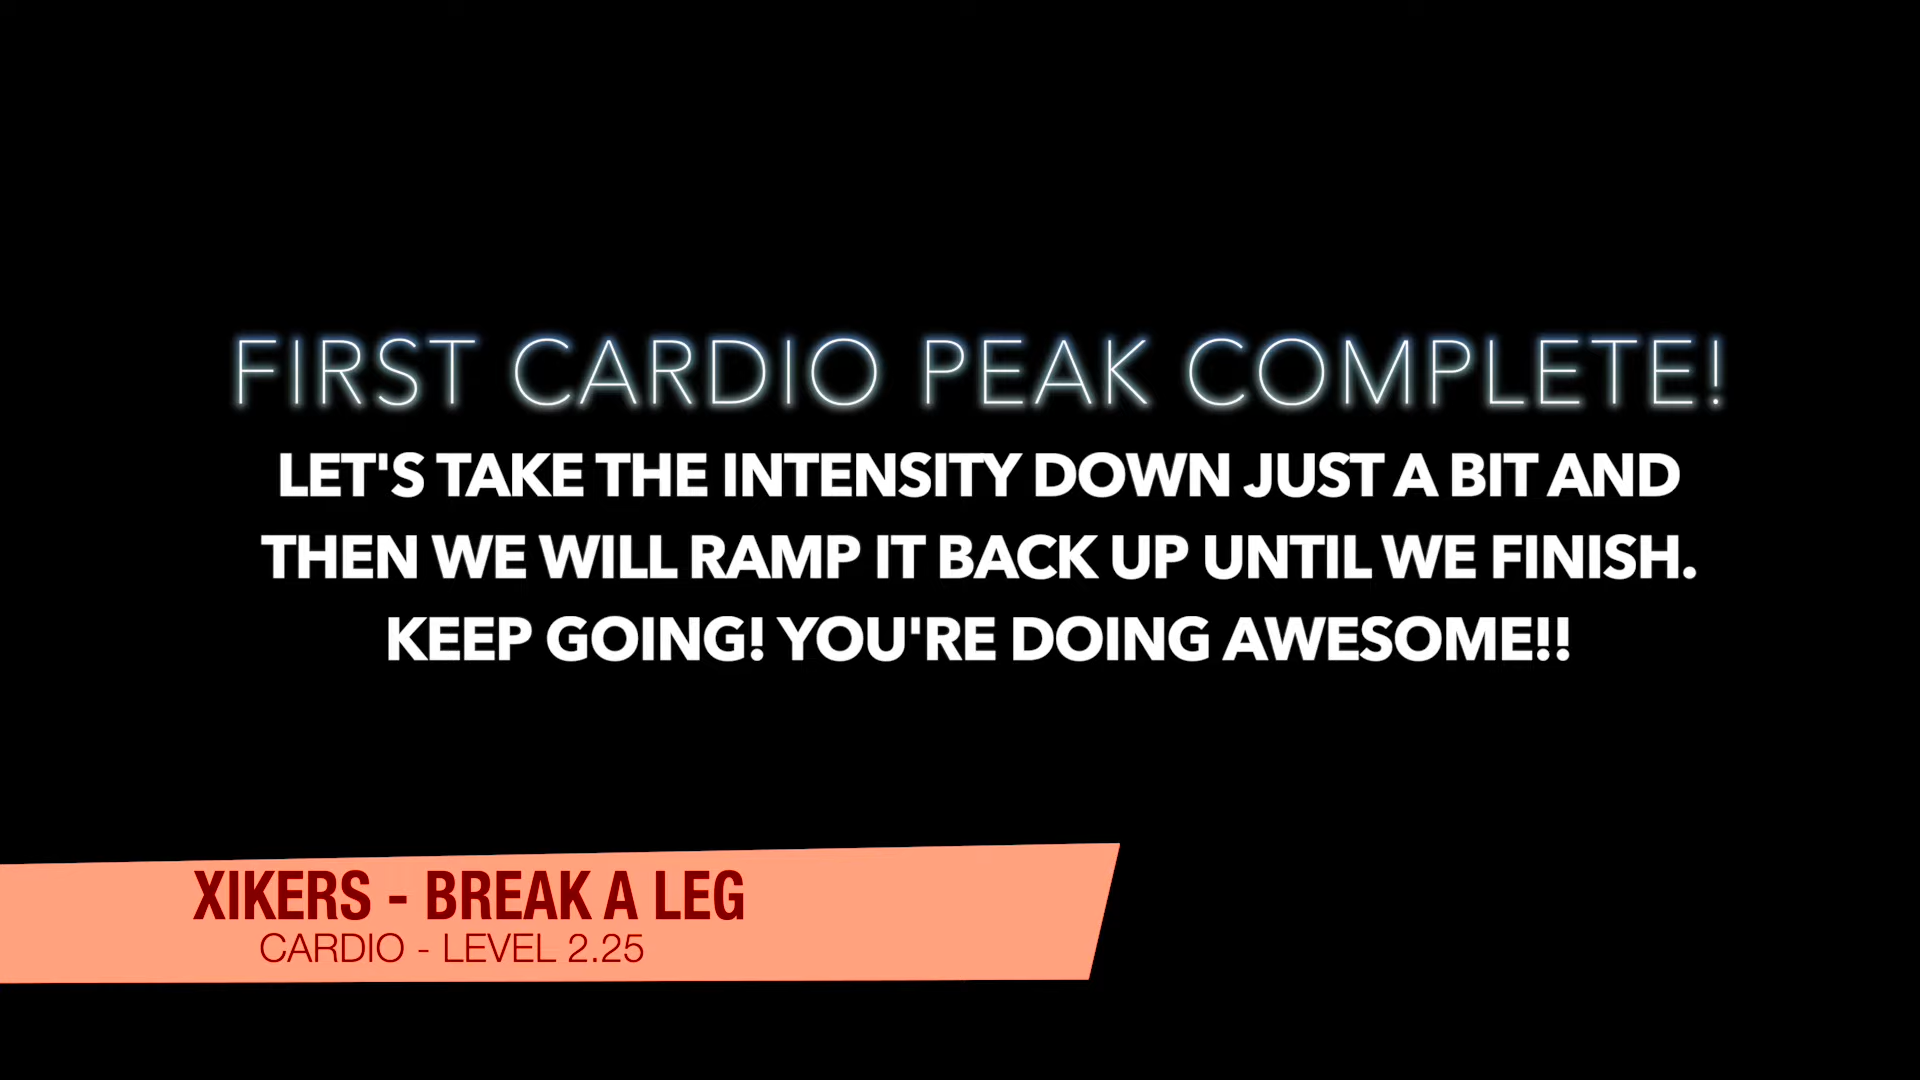 FIRST CARDIO PEAK COMPLETE!
LET'S TAKE THE INTENSITY DOWN JUST A BIT AND
THEN WE WILL RAMP IT BACK UP UNTIL WE FINISH.
KEEP GOING! YOU'RE DOING AWESOME!!
XIKERS - BREAK A LEG
CARDIO - LEVEL 2.25